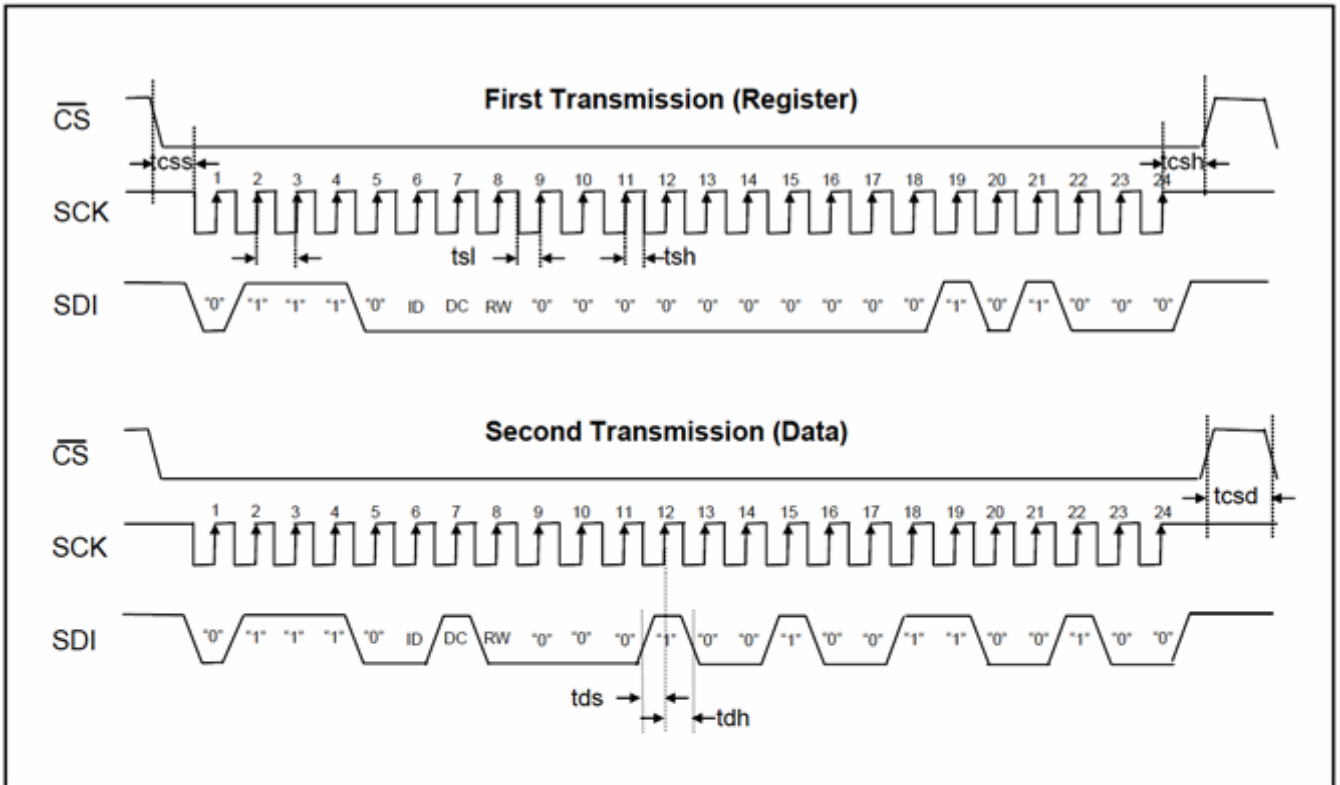 First Transmission (Register)
CS
tcss
tcsh
1 2 3 4 5 6 7 8 9 10 11 12 13 14 15 16 17 18 19 20 21 22 23 24
SCK
tsl
tsh
SDI
"0" "1" "1" "1" "0" ID DC RW "0" "0" "0" "0" "0" "0" "0" "0" "0" "0" "1" "0" "1" "0" "0" "0"
Second Transmission (Data)
CS
tcsd
1 2 3 4 5 6 7 8 9 10 11 12 13 14 15 16 17 18 19 20 21 22 23 24
SCK
SDI
"0" "1" "1" "1" "0" ID DC RW "0" "0" "0" "1" "0" "0" "1" "0" "0" "1" "1" "0" "0" "1" "0" "0"
tds
tdh